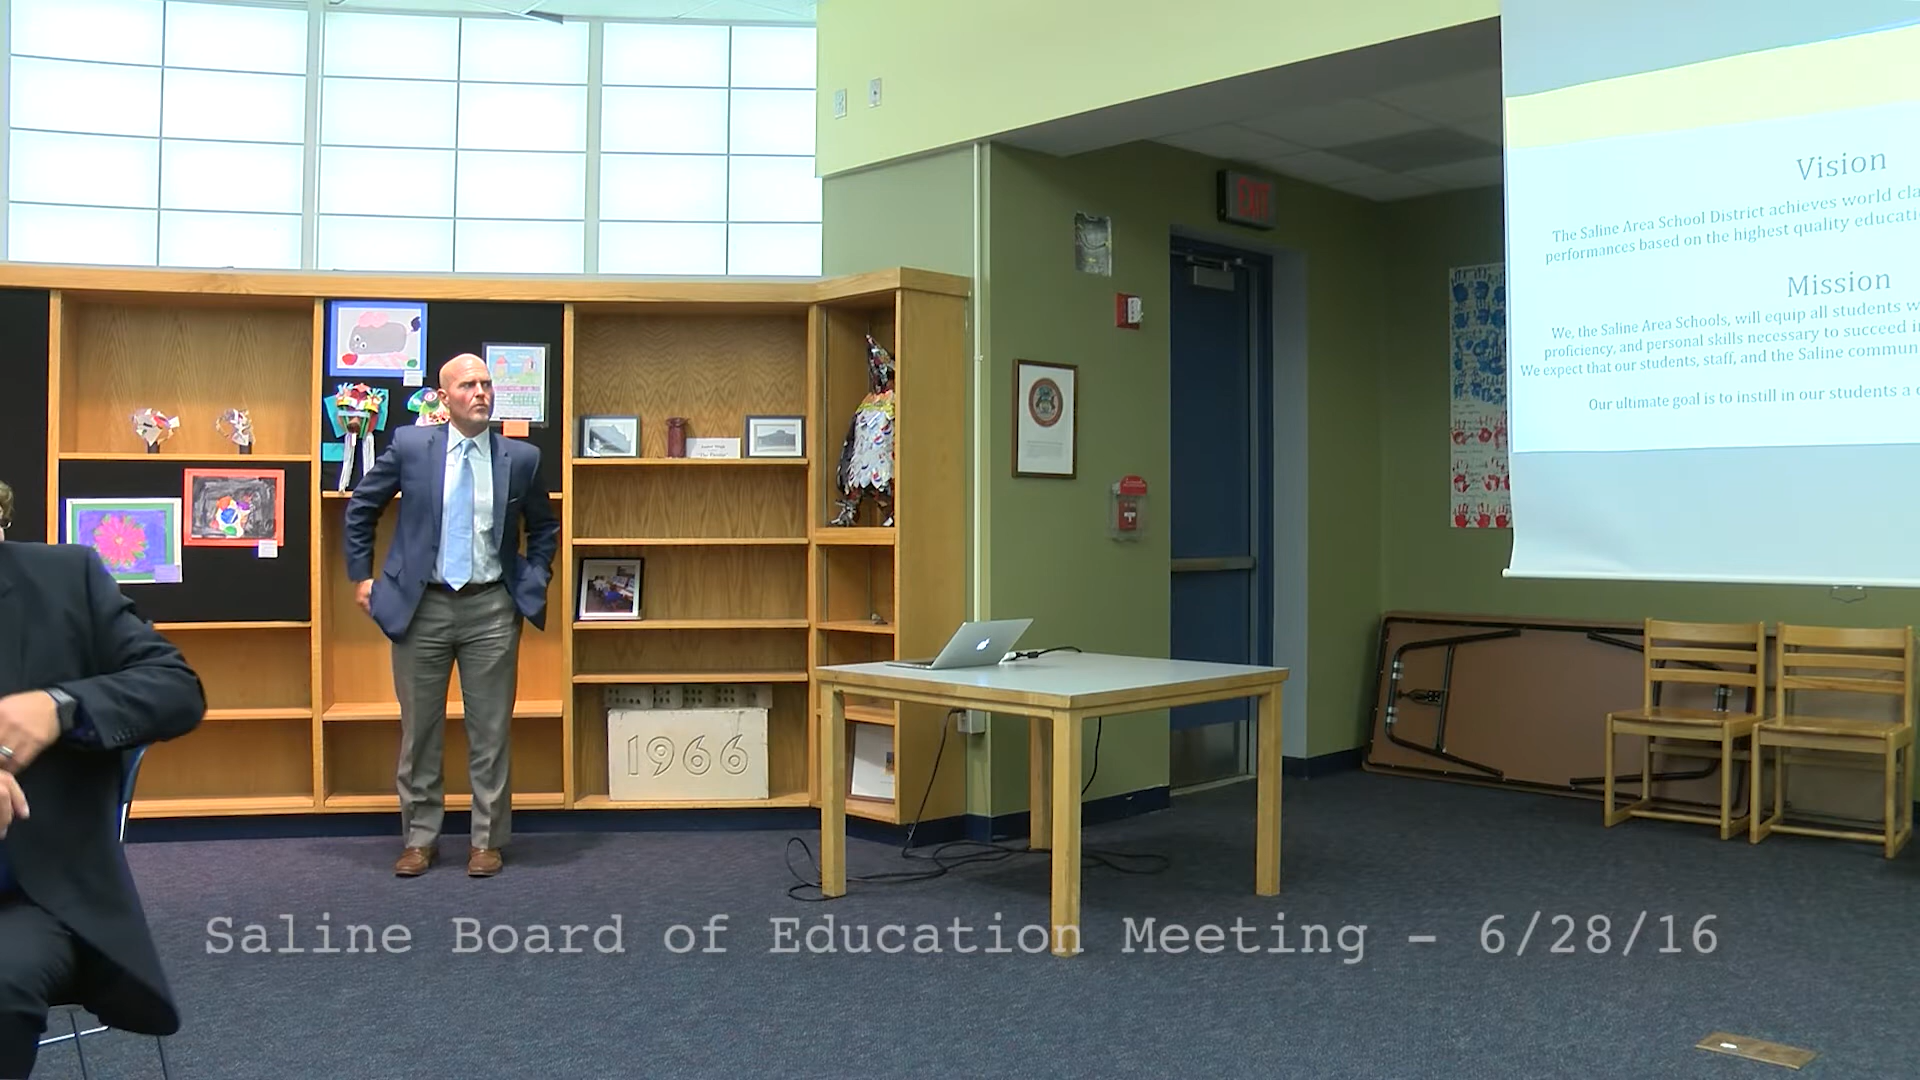 EXIT
Vision
The Saline Area School District achieves world cla
performances based on the highest quality educati
Mission
We, the Saline Area Schools, will equip all students w
proficiency, and personal skills necessary to succeed i
We expect that our students, staff, and the Saline commun
Our ultimate goal is to instill in our students a c
1966
Saline Board of Education Meeting - 6/28/16